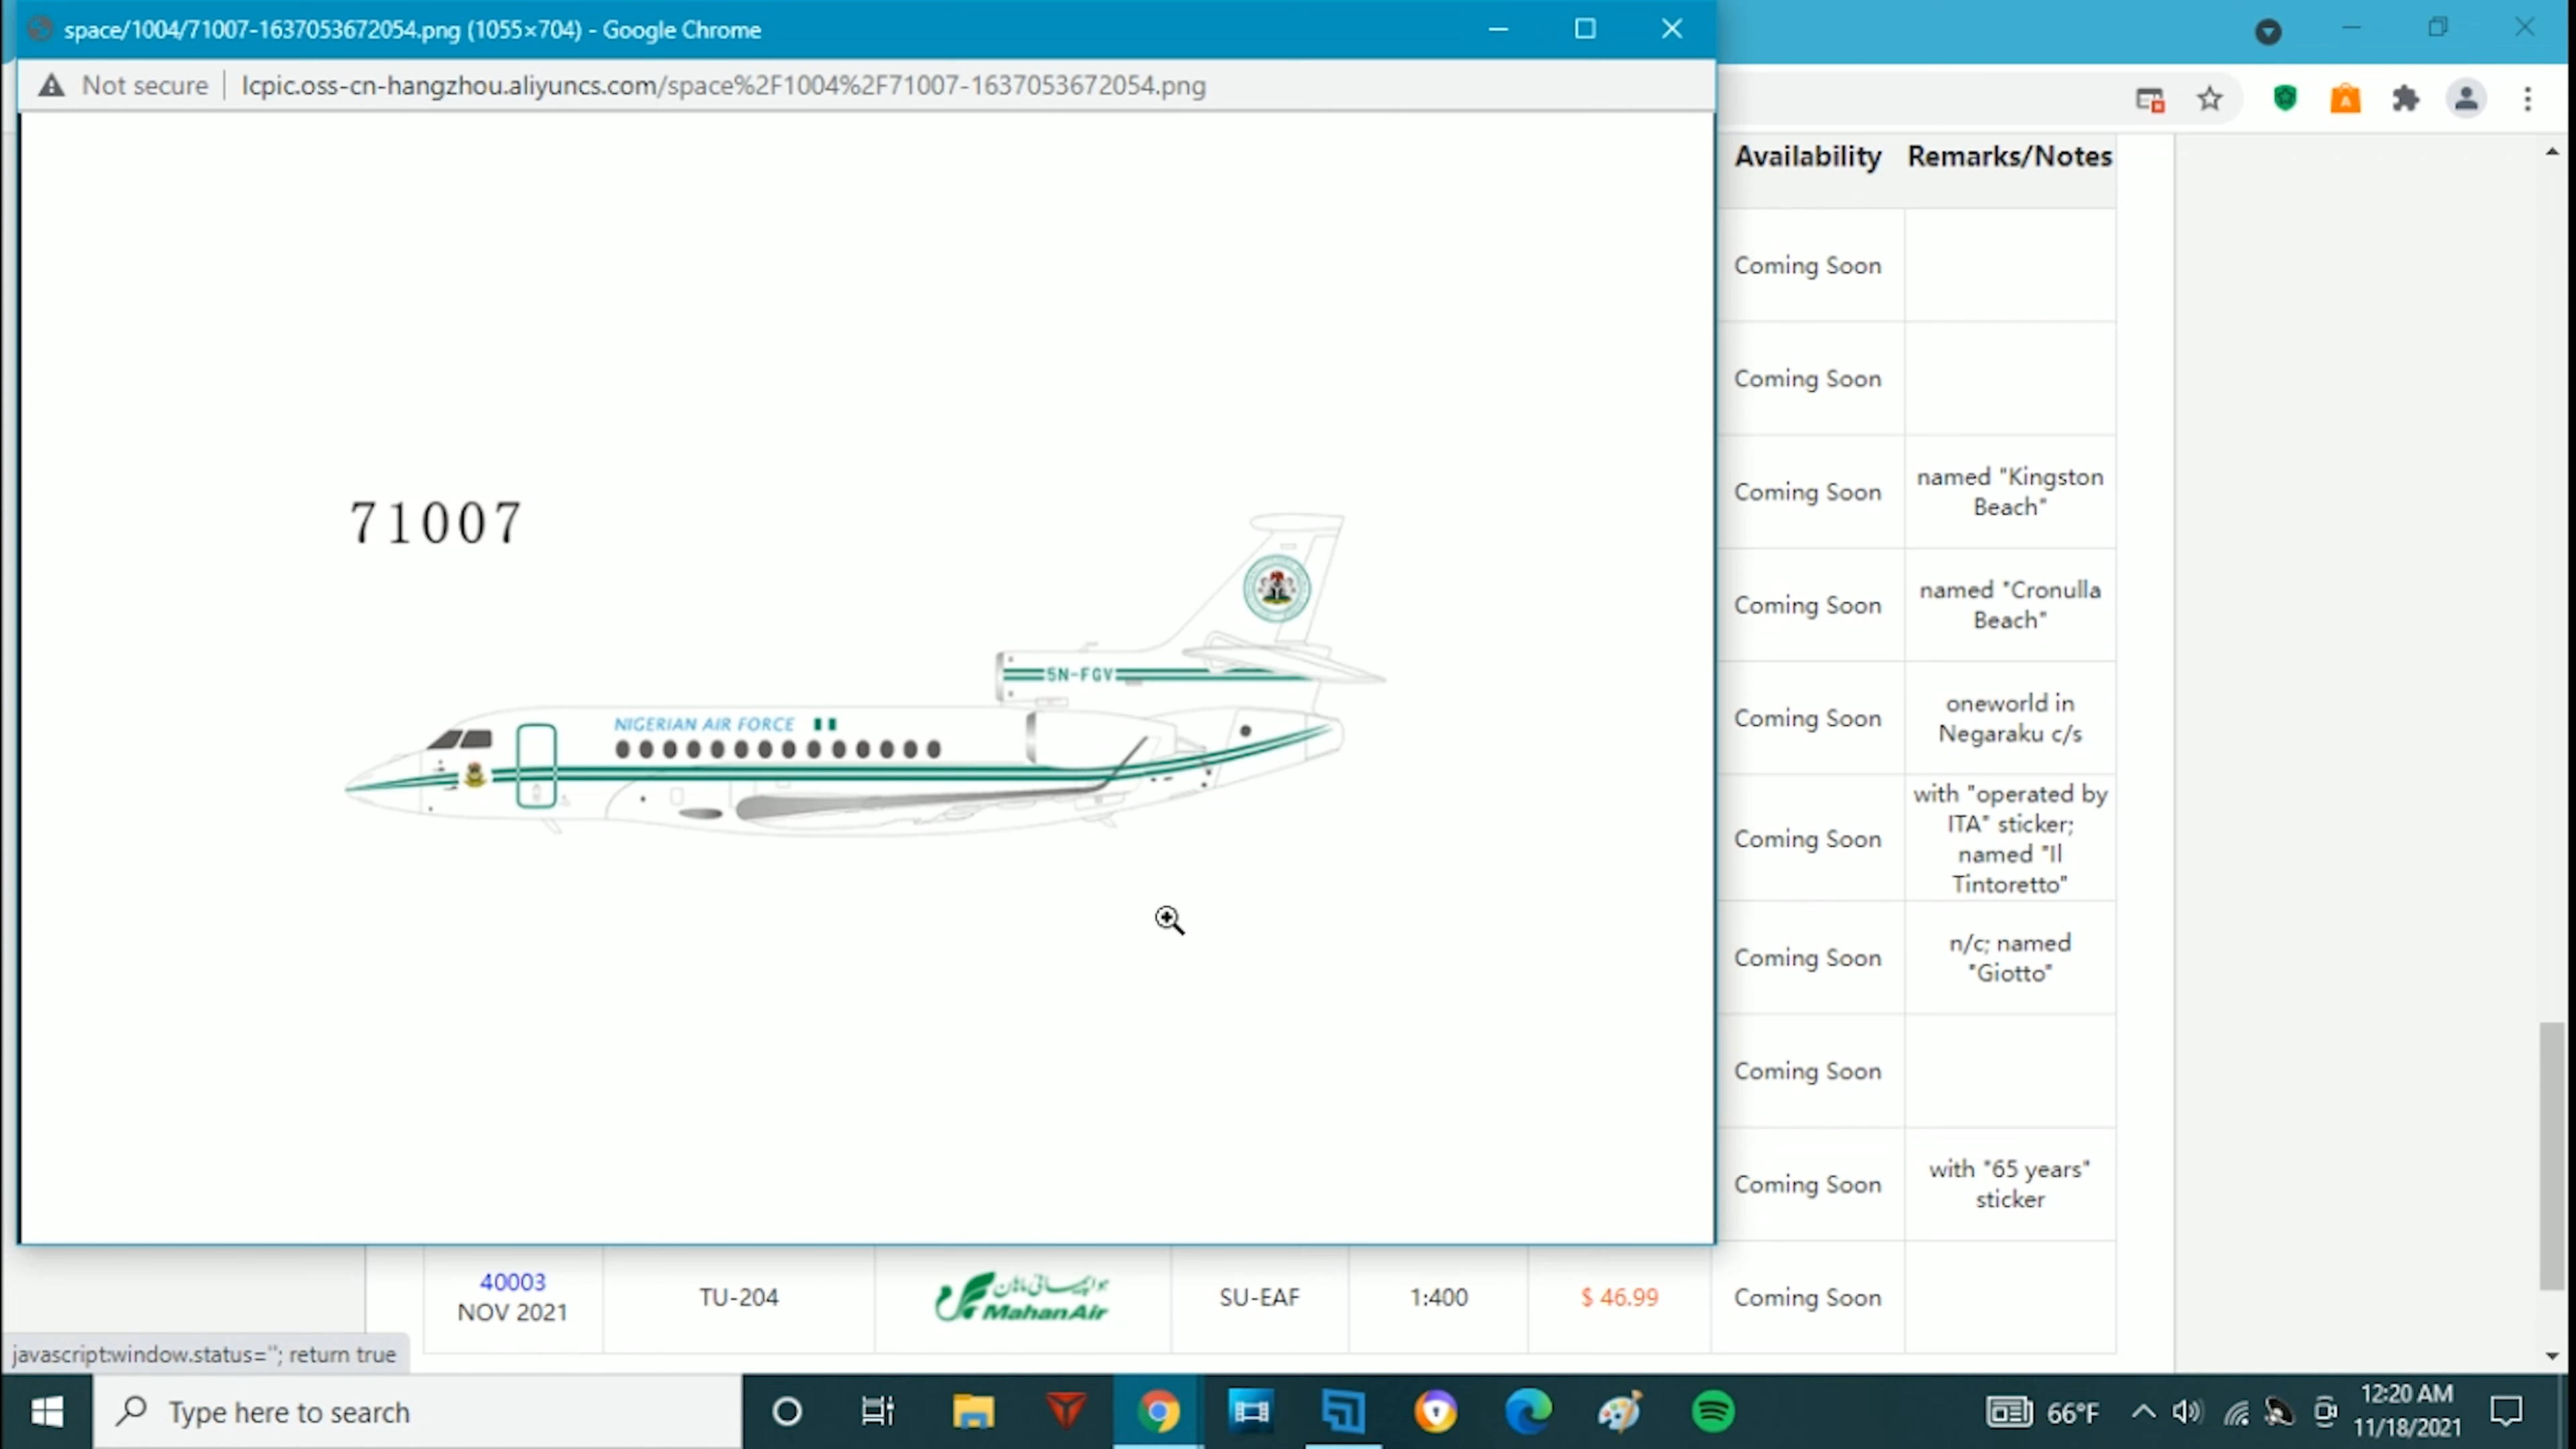 space/1004/71007-1637053672054.png (1055×704) - Google Chrome
Not secure | lcpic.oss-cn-hangzhou.aliyuncs.com/space%2F1004%2F71007-1637053672054.png
71007
5N-FGV
NIGERIAN AIR FORCE
Availability Remarks/Notes
Coming Soon
Coming Soon
Coming Soon named "Kingston
Beach"
Coming Soon named "Cronulla
Beach"
Coming Soon oneworld in
Negaraku c/s
Coming Soon with "operated by
ITA" sticker;
named "Il
Tintoretto"
Coming Soon n/c; named
"Giotto"
Coming Soon
Coming Soon with "65 years"
sticker
40003
NOV 2021 TU-204 هواپیمائی ماهان
Mahan Air SU-EAF 1:400 $ 46.99 Coming Soon
javascript:window.status=''; return true
Type here to search
66°F
12:20 AM
11/18/2021